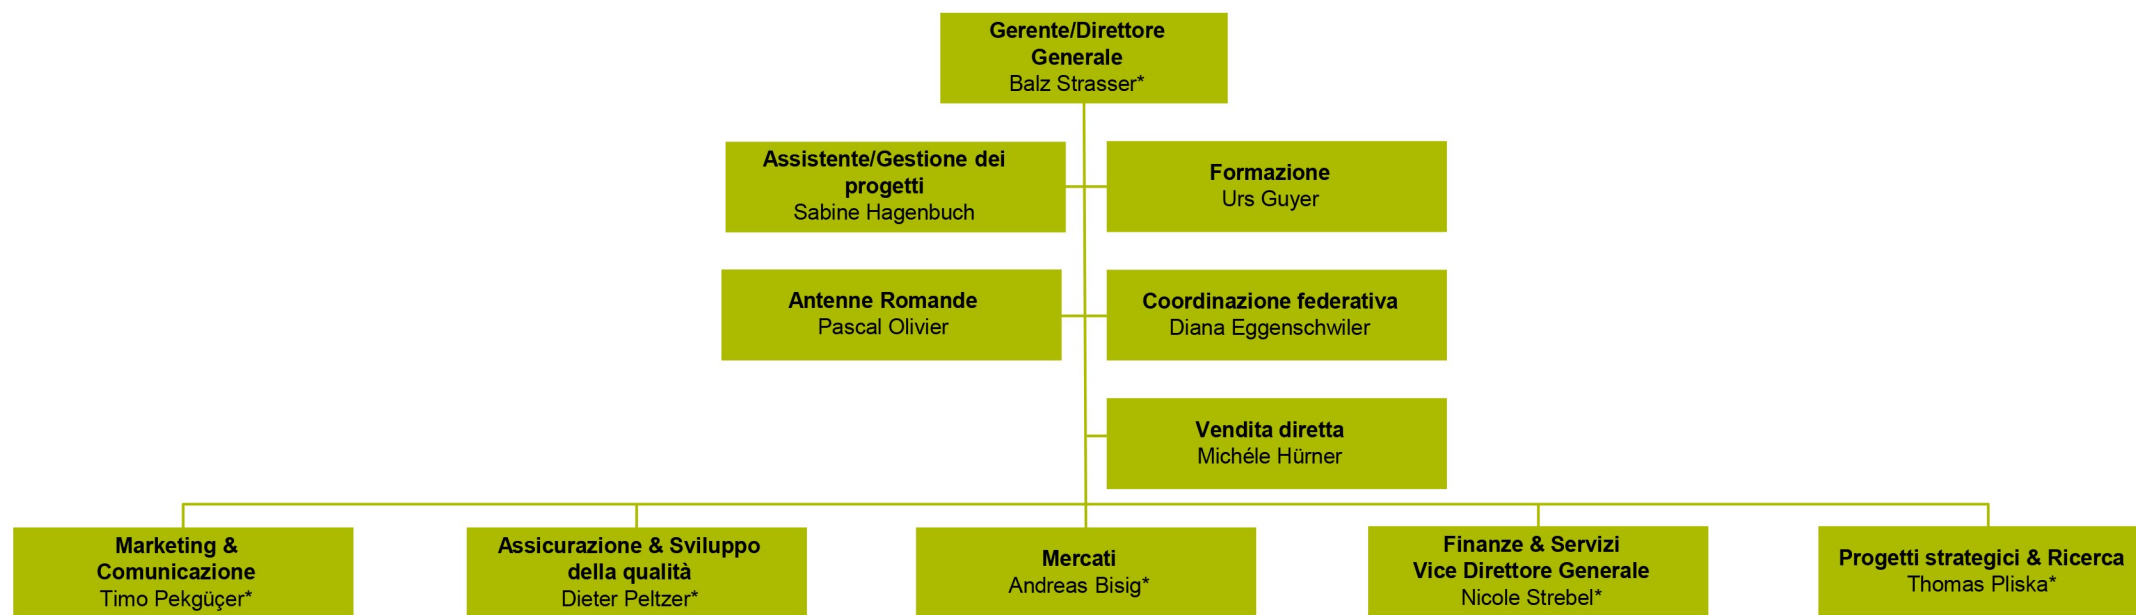 Gerente/Direttore
Generale
Balz Strasser*
Assistente/Gestione dei
progetti
Sabine Hagenbuch
Formazione
Urs Guyer
Antenne Romande
Pascal Olivier
Coordinazione federativa
Diana Eggenschwiler
Vendita diretta
Michéle Hürner
Marketing &
Comunicazione
Timo Pekgüçer*
Assicurazione & Sviluppo
della qualità
Dieter Peltzer*
Mercati
Andreas Bisig*
Finanze & Servizi
Vice Direttore Generale
Nicole Strebel*
Progetti strategici & Ricerca
Thomas Pliska*